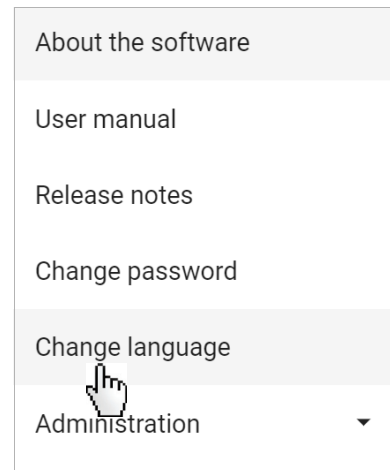 About the software
User manual
Release notes
Change password
Change language
Administration